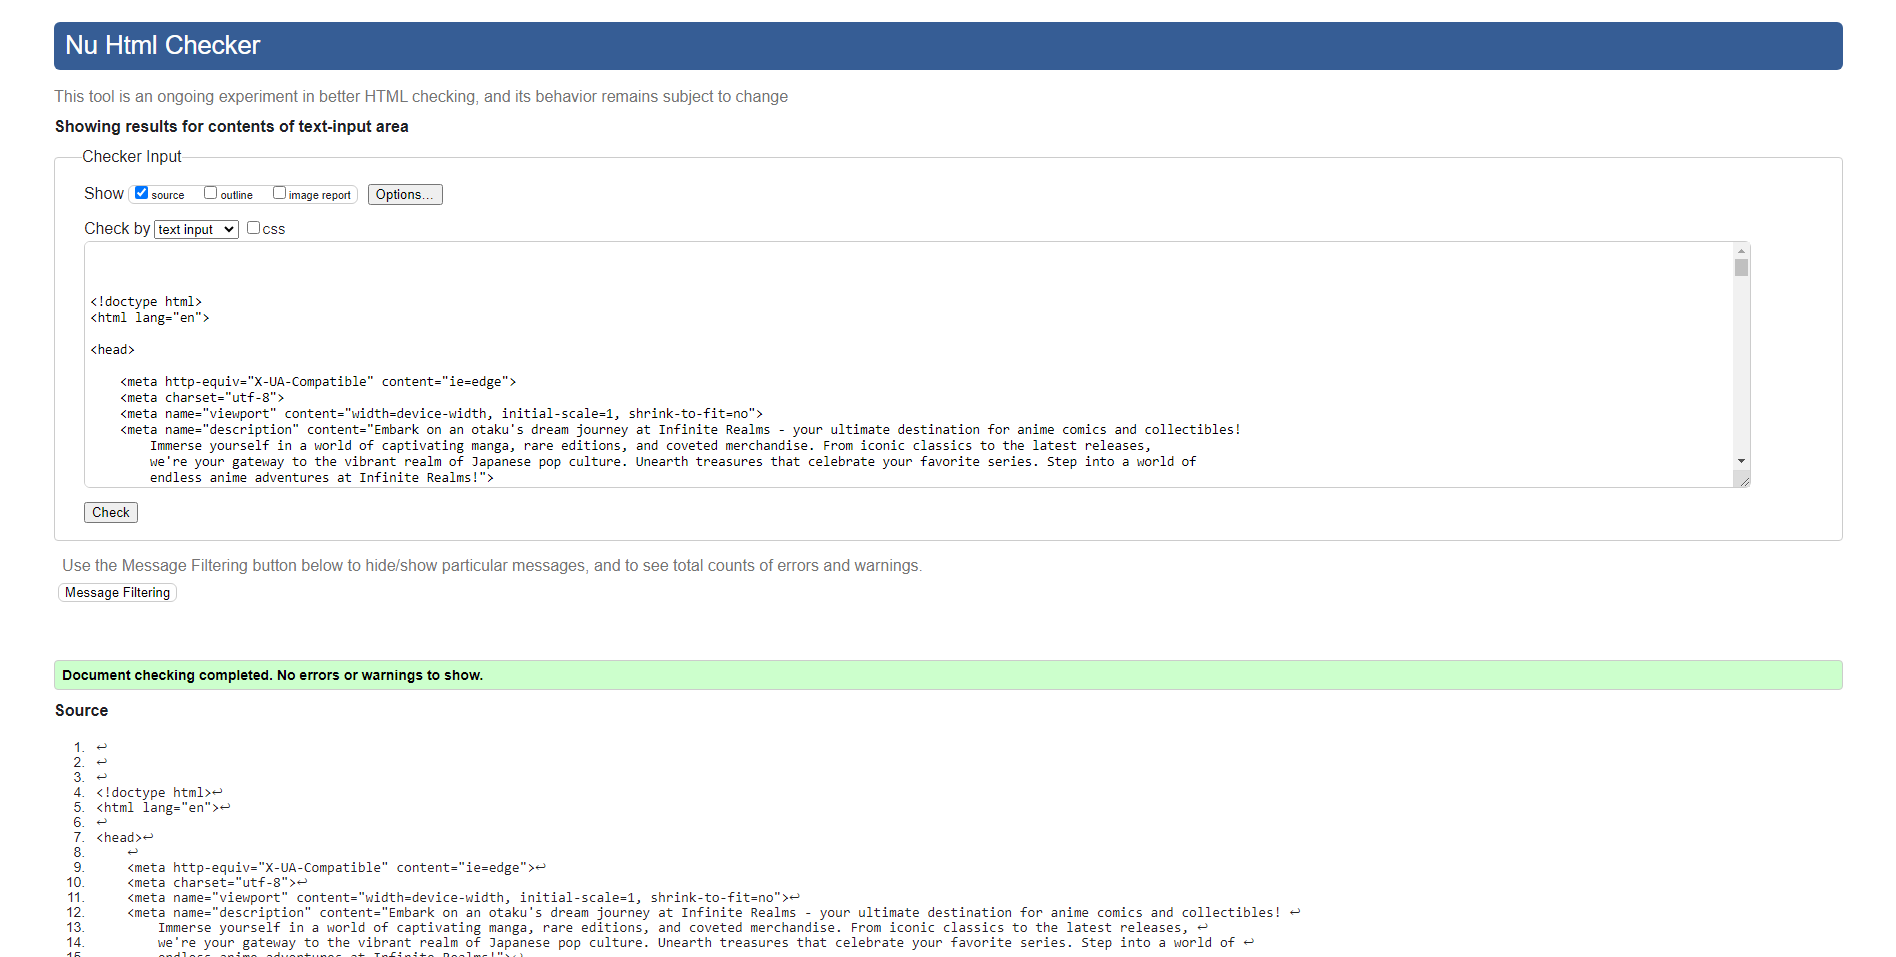 Nu Html Checker
This tool is an ongoing experiment in better HTML checking, and its behavior remains subject to change
Showing results for contents of text-input area
Checker Input
Show source outline image report Options...
Check by text input css
<!doctype html>
<html lang="en">
<head>
<meta http-equiv="X-UA-Compatible" content="ie=edge">
<meta charset="utf-8">
<meta name="viewport" content="width=device-width, initial-scale=1, shrink-to-fit=no">
<meta name="description" content="Embark on an otaku's dream journey at Infinite Realms - your ultimate destination for anime comics and collectibles!
Immerse yourself in a world of captivating manga, rare editions, and coveted merchandise. From iconic classics to the latest releases,
we're your gateway to the vibrant realm of Japanese pop culture. Unearth treasures that celebrate your favorite series. Step into a world of
endless anime adventures at Infinite Realms!">
Check
Use the Message Filtering button below to hide/show particular messages, and to see total counts of errors and warnings.
Message Filtering
Document checking completed. No errors or warnings to show.
Source
1. ↩
2. ↩
3. ↩
4. <!doctype html>↩
5. <html lang="en">↩
6. ↩
7. <head>↩
8. ↩
9. <meta http-equiv="X-UA-Compatible" content="ie=edge">↩
10. <meta charset="utf-8">↩
11. <meta name="viewport" content="width=device-width, initial-scale=1, shrink-to-fit=no">↩
12. <meta name="description" content="Embark on an otaku's dream journey at Infinite Realms - your ultimate destination for anime comics and collectibles! ↩
13. Immerse yourself in a world of captivating manga, rare editions, and coveted merchandise. From iconic classics to the latest releases, ↩
14. we're your gateway to the vibrant realm of Japanese pop culture. Unearth treasures that celebrate your favorite series. Step into a world of ↩
15. endless anime adventures at Infinite Realms!">↩